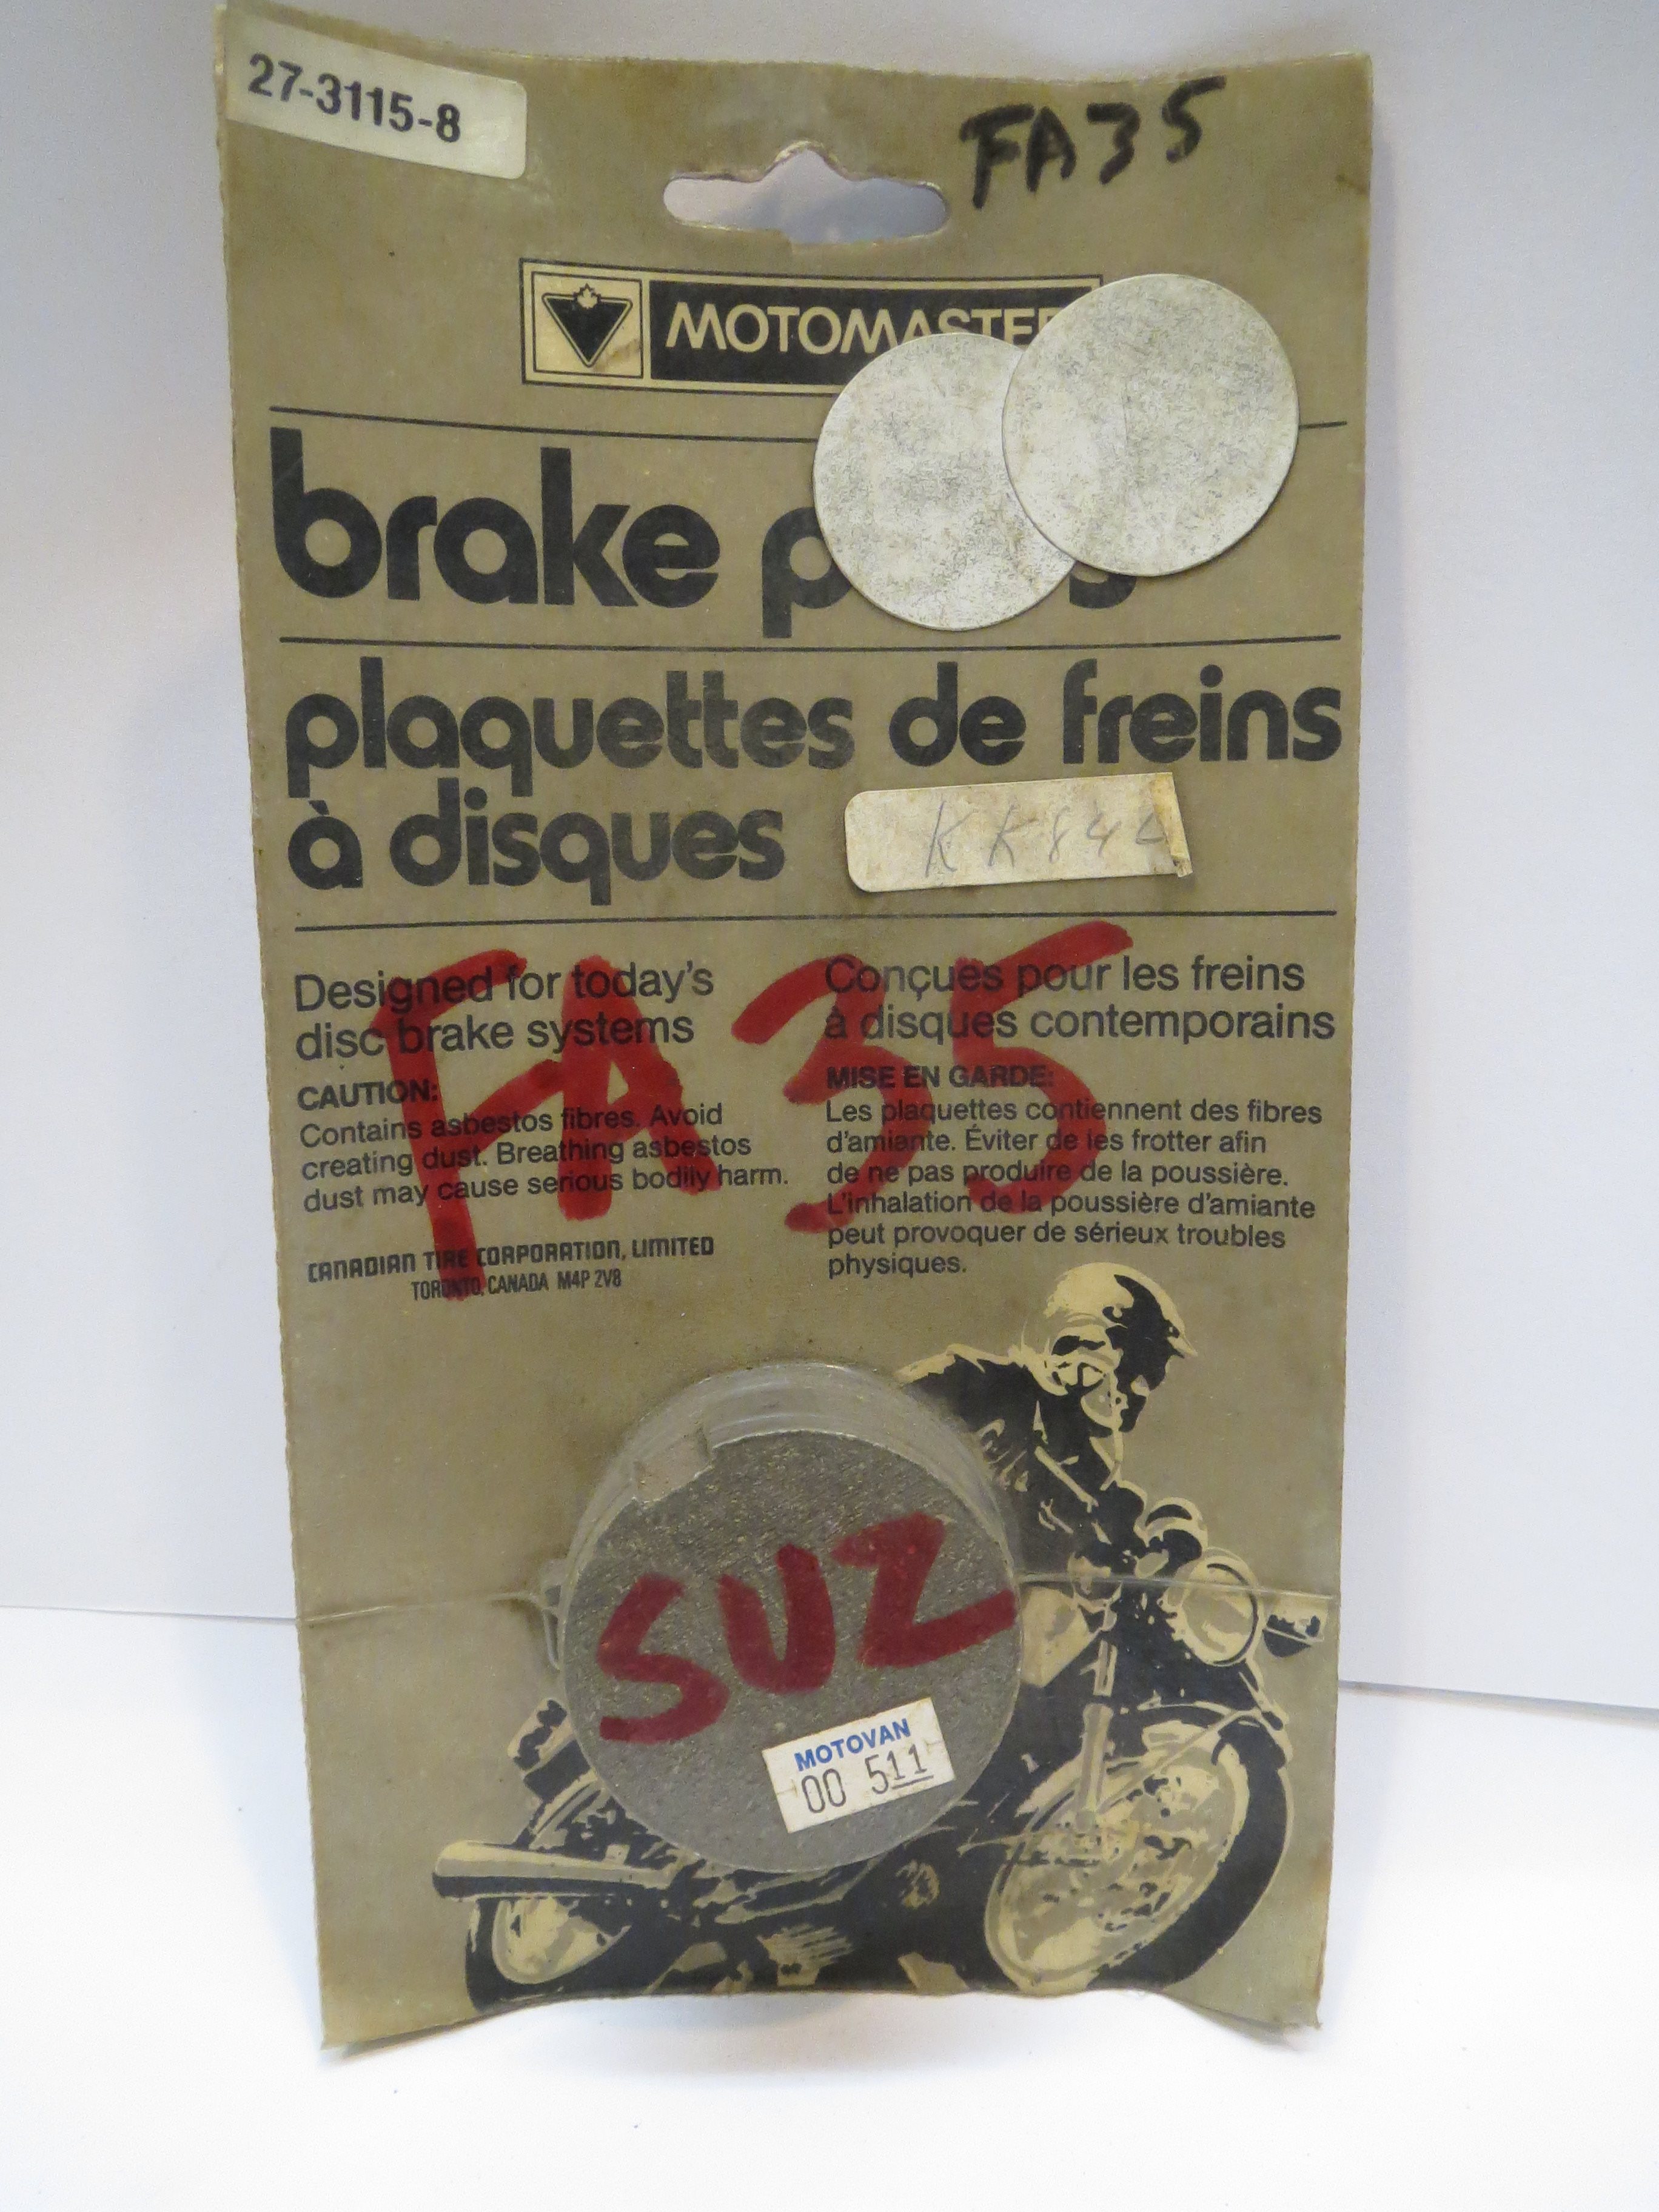 27-3115-8
FA35
MOTOMASTER
brake
plaquettes de freins
à disques
KK844
FA35
Designed for today's
disc brake systems
CAUTION:
Contains asbestos fibres. Avoid
creating dust. Breathing asbestos
dust may cause serious bodily harm.
CANADIAN TIRE CORPORATION, LIMITED
TORONTO, CANADA M4P 2V8
Conçues pour les freins
à disques contemporains
MISE EN GARDE:
Les plaquettes contiennent des fibres
d'amiante. Éviter de les frotter afin
de ne pas produire de la poussière.
L'inhalation de la poussière d'amiante
peut provoquer de sérieux troubles
physiques.
SUZ
MOTOVAN
00 511